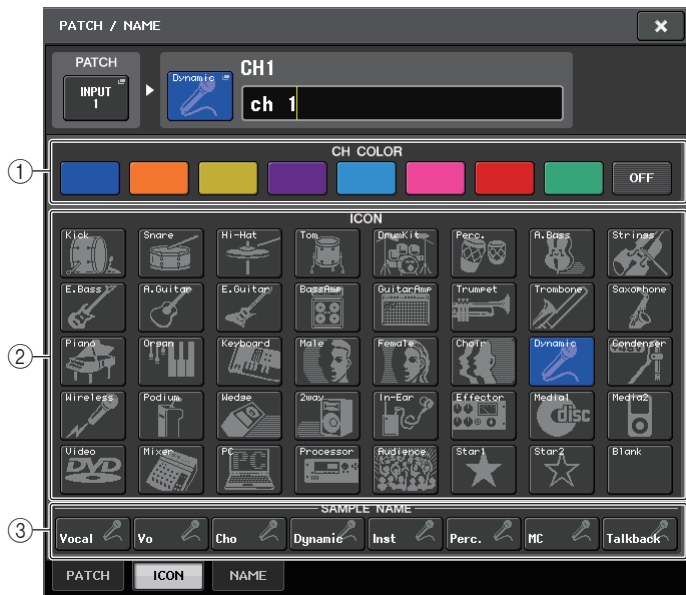 PATCH / NAME
PATCH
INPUT
1
Dynamic
CH1
ch 1
① CH COLOR
OFF
② ICON
Kick Snare Hi-Hat Tom DrumKit Perc. A.Bass Strings
E.Bass A.Guitar E.Guitar BassAmp GuitarAmp Trumpet Trombone Saxophone
Piano Organ Keyboard Male Female Choir Dynamic Condenser
Wireless Podium Wedge 2way In-Ear Effector Media1 Media2
disc
Video Mixer PC Processor Audience Star1 Star2 Blank
DVD PC
③ SAMPLE NAME
Vocal Vo Cho Dynamic Inst Perc. MC Talkback
PATCH ICON NAME